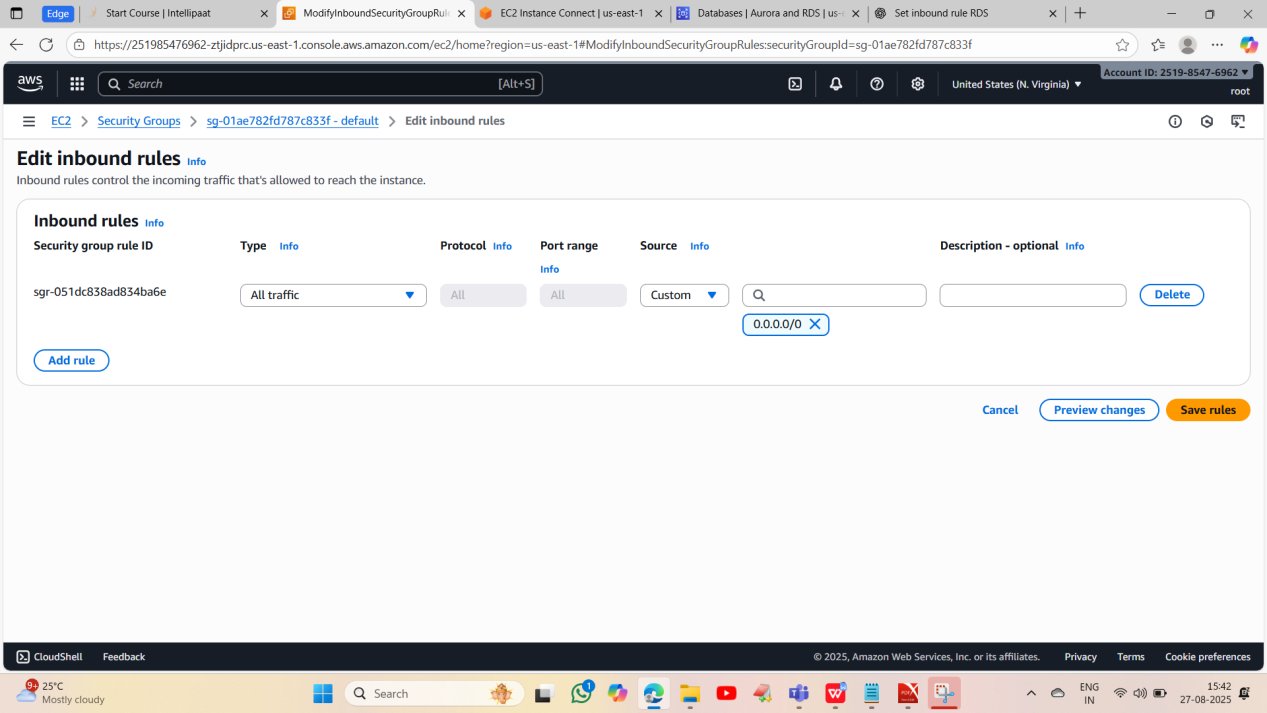 Edge
Start Course | Intellipaat
ModifyInboundSecurityGroupRul
EC2 Instance Connect | us-east-1
Databases | Aurora and RDS | us-
Set inbound rule RDS
https://251985476962-ztjidprc.us-east-1.console.aws.amazon.com/ec2/home?region=us-east-1#ModifyInboundSecurityGroupRules:securityGroupId=sg-01ae782fd787c833f
aws
Search
[Alt+S]
United States (N. Virginia)
Account ID: 2519-8547-6962
root
EC2 > Security Groups > sg-01ae782fd787c833f - default > Edit inbound rules
Edit inbound rules Info
Inbound rules control the incoming traffic that's allowed to reach the instance.
Inbound rules Info
Security group rule ID
Type Info
Protocol Info
Port range
Info
Source Info
Description - optional Info
sgr-051dc838ad834ba6e
All traffic
All
All
Custom
Delete
0.0.0.0/0
Add rule
Cancel
Preview changes
Save rules
CloudShell
Feedback
© 2025, Amazon Web Services, Inc. or its affiliates.
Privacy
Terms
Cookie preferences
9+
25°C
Mostly cloudy
Search
1
ENG
IN
15:42
27-08-2025